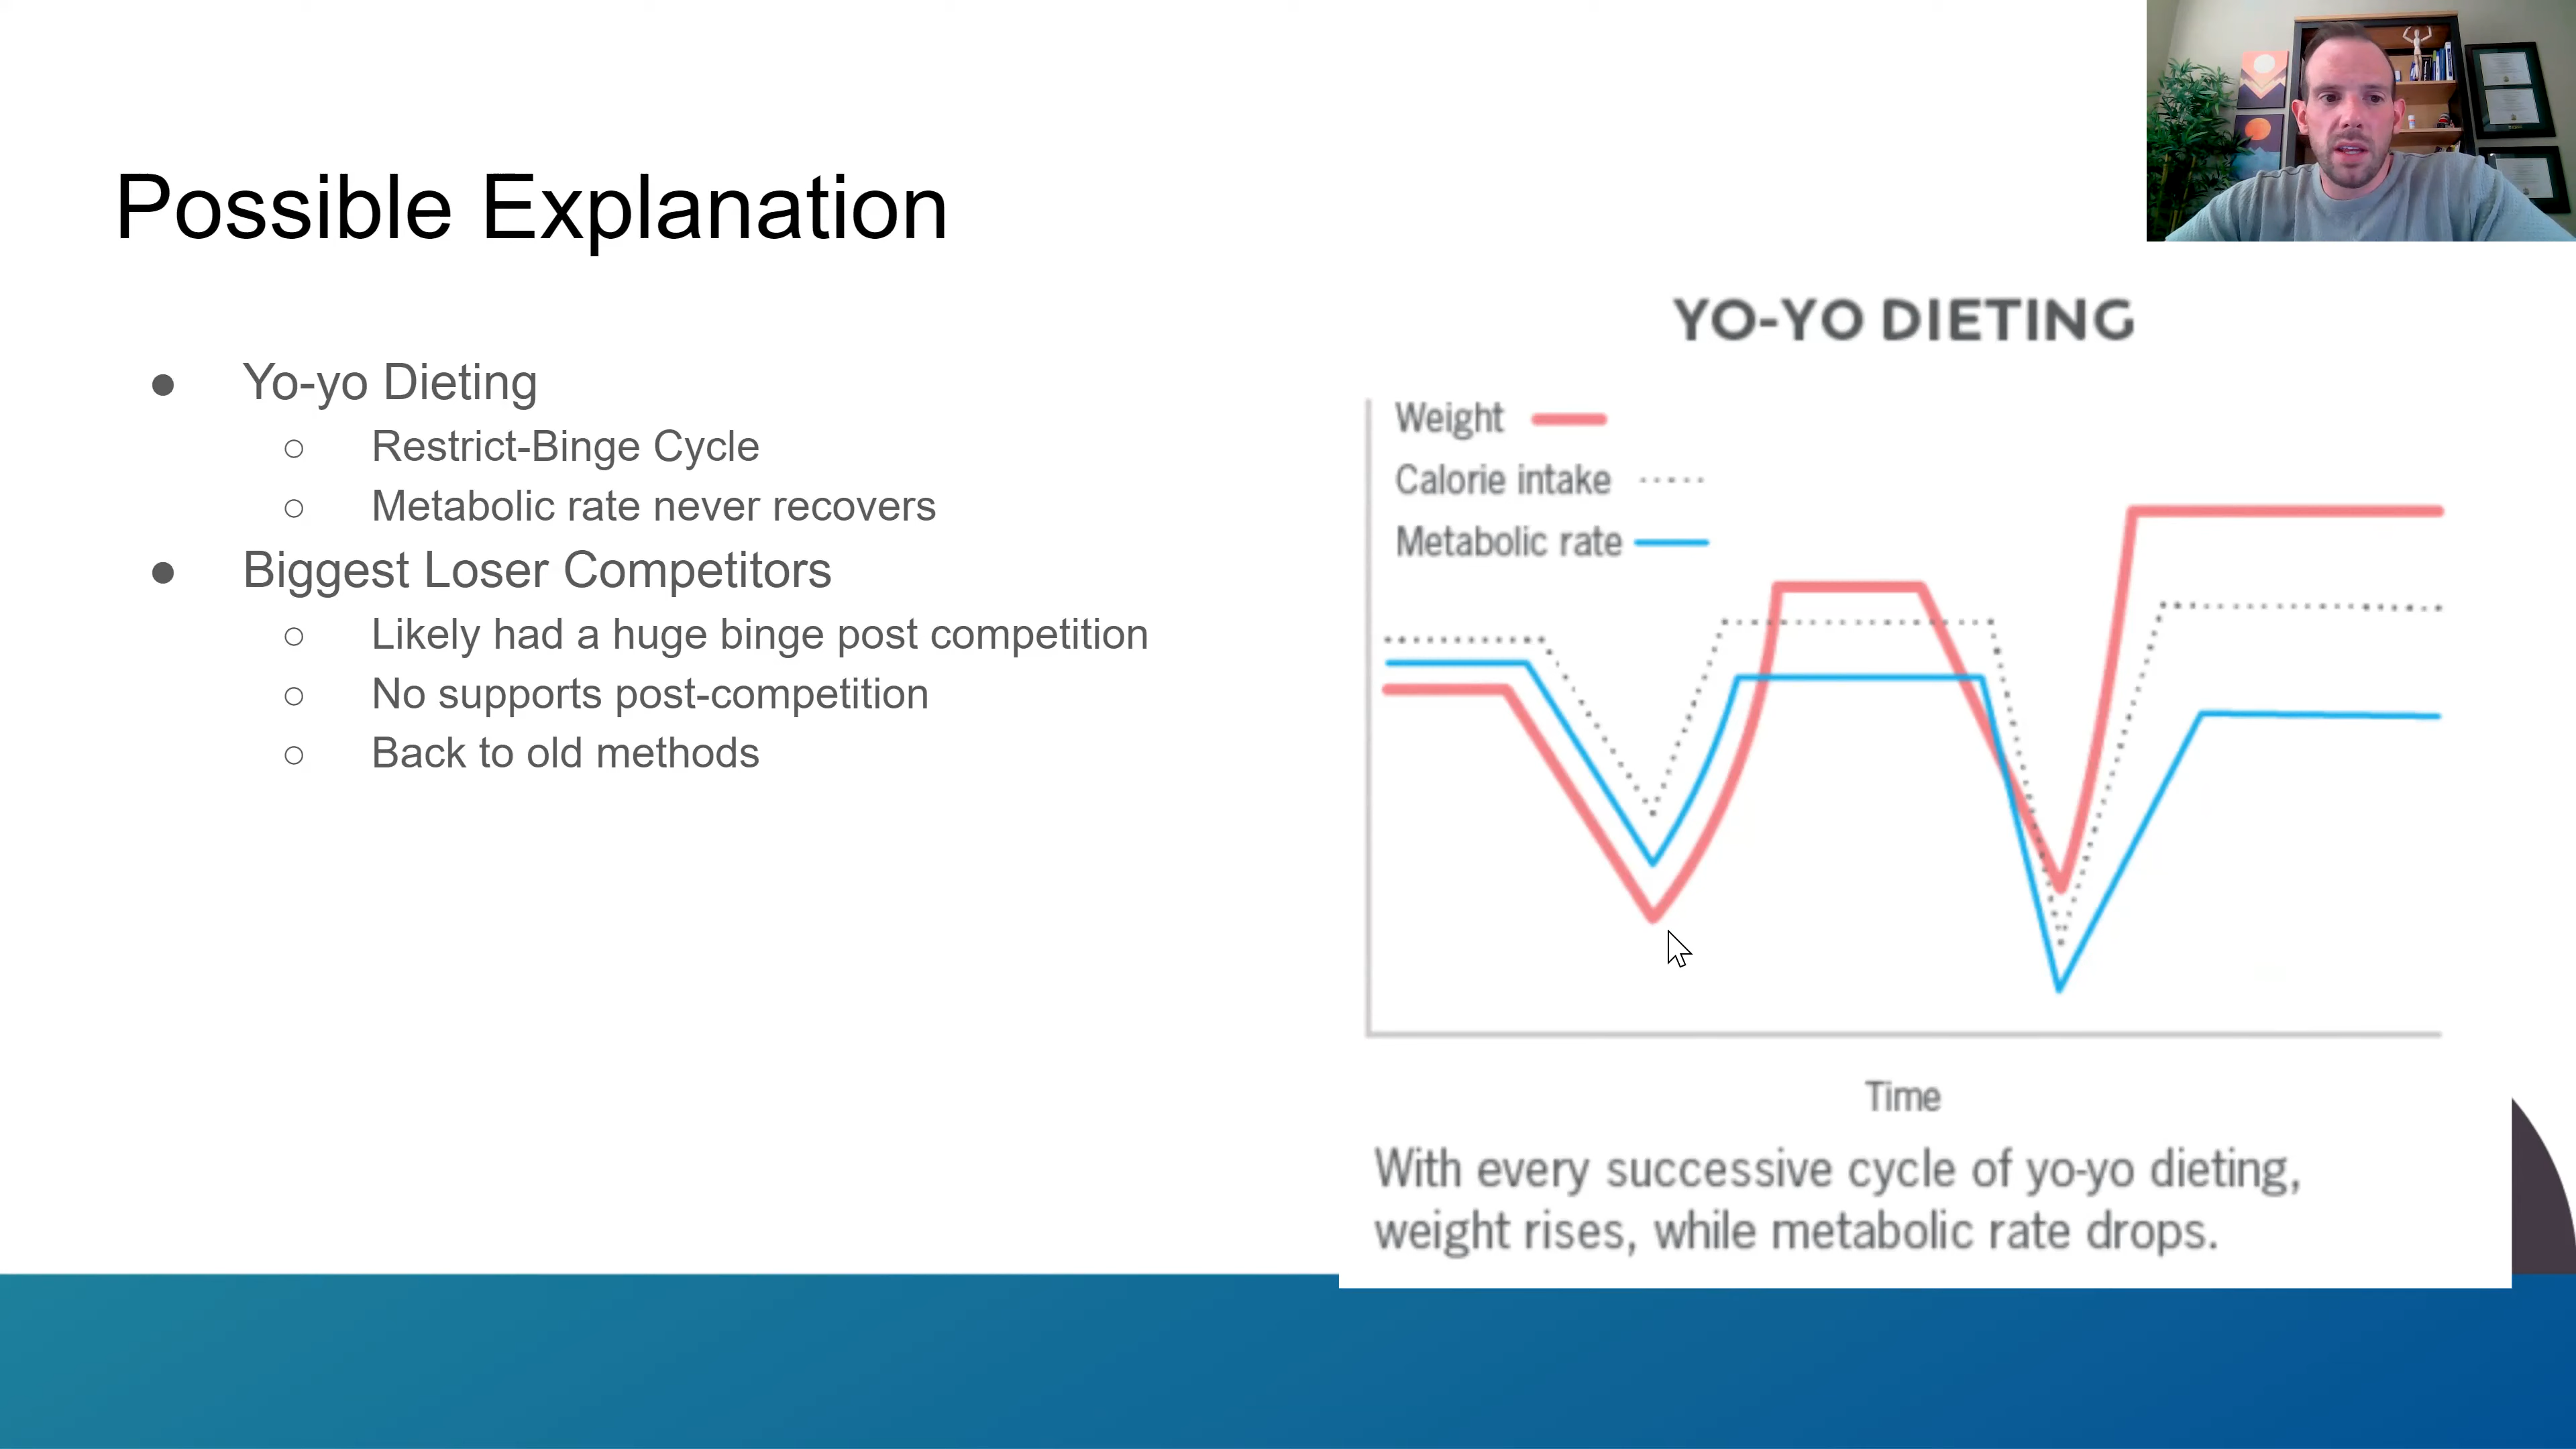 Possible Explanation
● Yo-yo Dieting
○ Restrict-Binge Cycle
○ Metabolic rate never recovers
● Biggest Loser Competitors
○ Likely had a huge binge post competition
○ No supports post-competition
○ Back to old methods
YO-YO DIETING
Weight
Calorie intake
Metabolic rate
Time
With every successive cycle of yo-yo dieting,
weight rises, while metabolic rate drops.